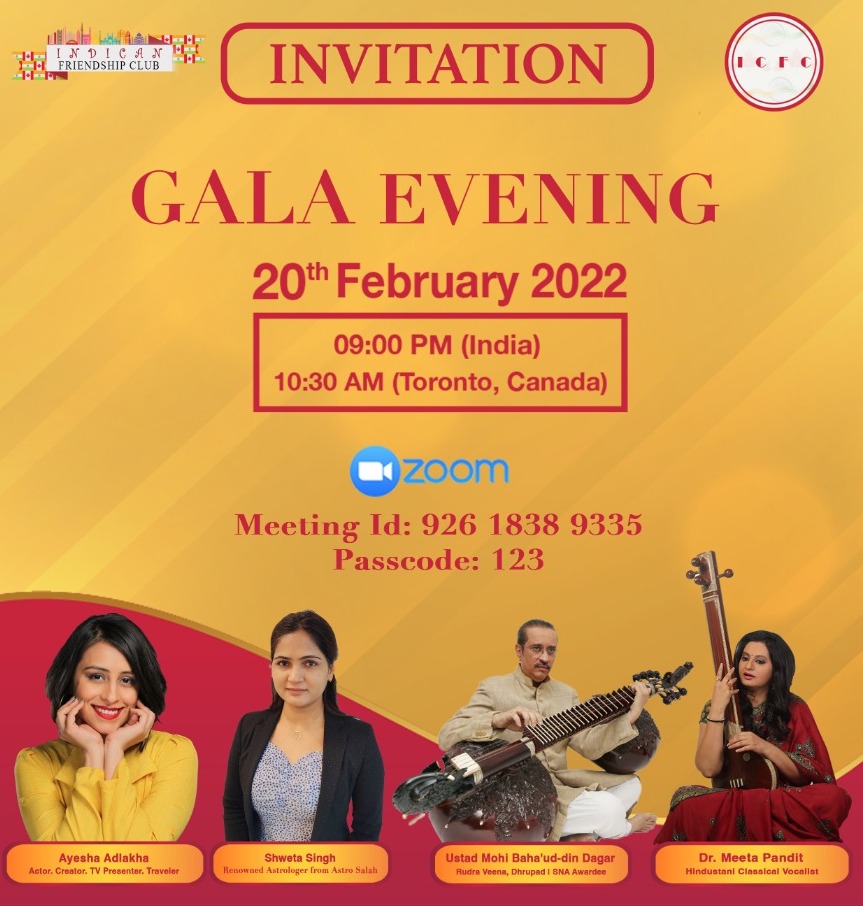 INDICAN
FRIENDSHIP CLUB
INVITATION
ICFC
GALA EVENING
20th February 2022
09:00 PM (India)
10:30 AM (Toronto, Canada)
zoom
Meeting Id: 926 1838 9335
Passcode: 123
Ayesha Adlakha
Actor. Creator. TV Presenter. Traveler
Shweta Singh
Renowned Astrologer from Astro Salah
Ustad Mohi Baha'ud-din Dagar
Rudra Veena, Dhrupad I SNA Awardee
Dr. Meeta Pandit
Hindustani Classical Vocalist